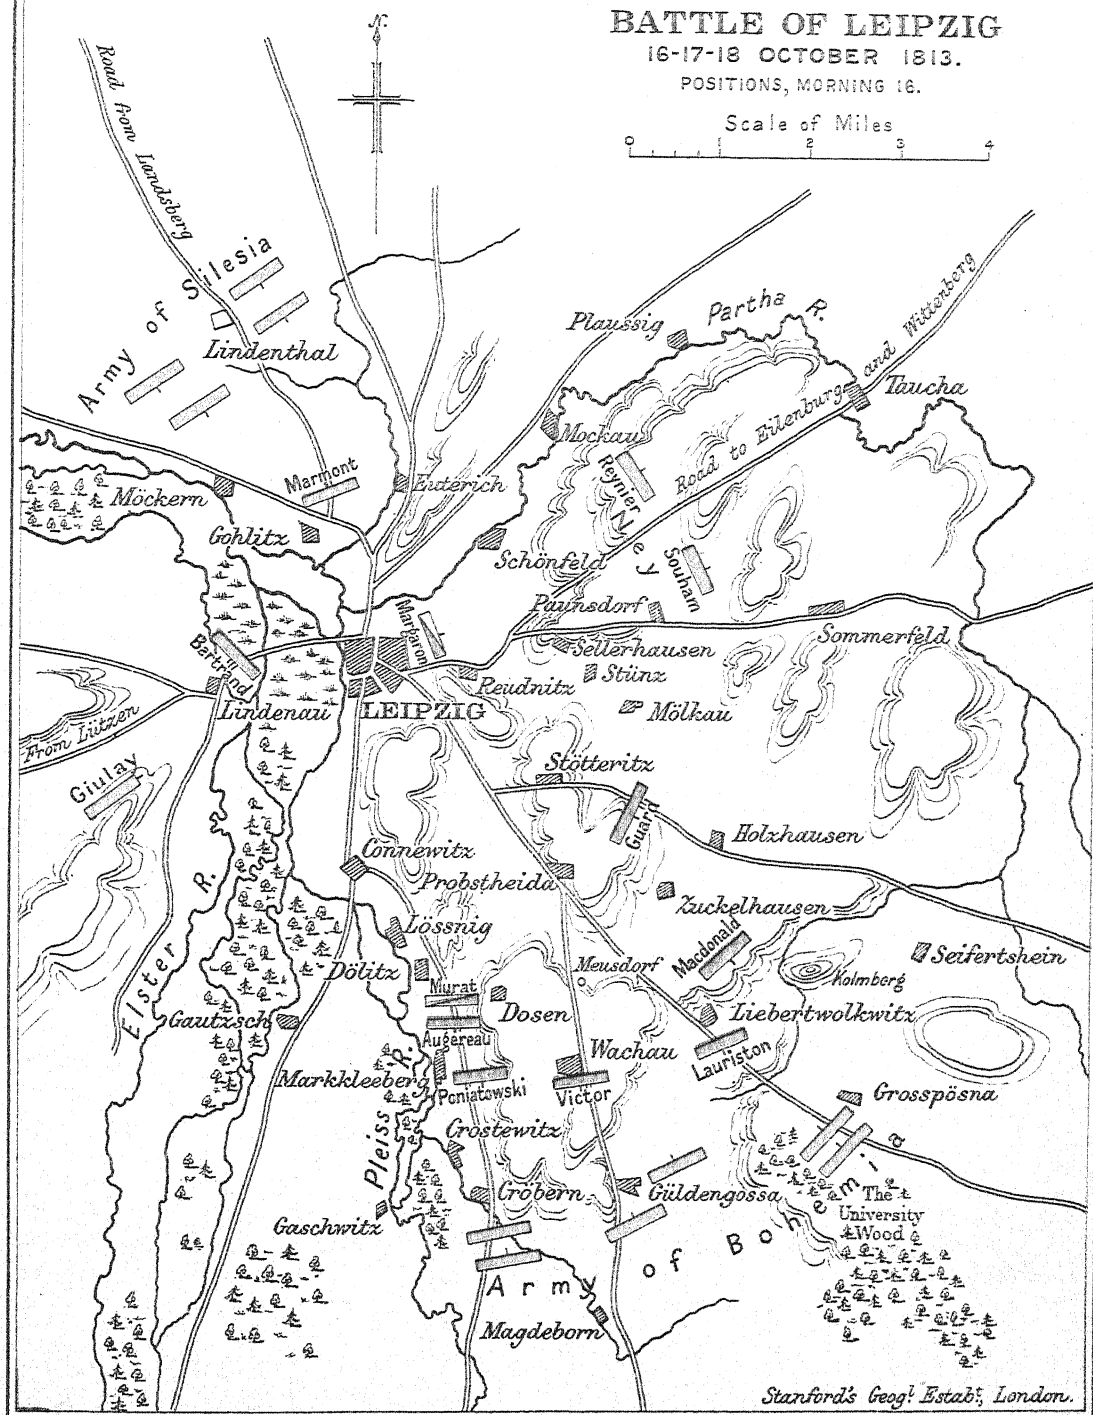 BATTLE OF LEIPZIG
16-17-18 OCTOBER 1813.
POSITIONS, MORNING 16.
Scale of Miles
0 1 2 3 4
N.
Road from Landsberg
Army of Silesia
Lindenthal
Plaussig
Partha R.
Road to Eilenburg and Wittenberg
Taucha
Mockau
Reynier
Ney
Souham
Marmont
Euterich
Möckern
Gohlitz
Schönfeld
Paunsdorf
Sommerfeld
Margaron
Bartrand
Sellerhausen
Stünz
Reudnitz
Mölkau
Lindenau
LEIPZIG
From Lützen
Giulay
Stötteritz
Guard
Holzhausen
Connewitz
Probstheida
Zuckelhausen
Lössnig
Macdonald
Seifertshein
Dölitz
Meusdorf
Kolmberg
Elster R.
Murat
Dosen
Liebertwolkwitz
Gautzsch
Augereau
Wachau
Lauriston
Markkleeberg
Poniatowski
Victor
Grosspösna
Pleiss R.
Crostewitz
Cröbern
Güldengossa
The
University
Wood
Gaschwitz
Army of Bohemia
Magdeborn
Stanford's Geogl. Estabt., London.